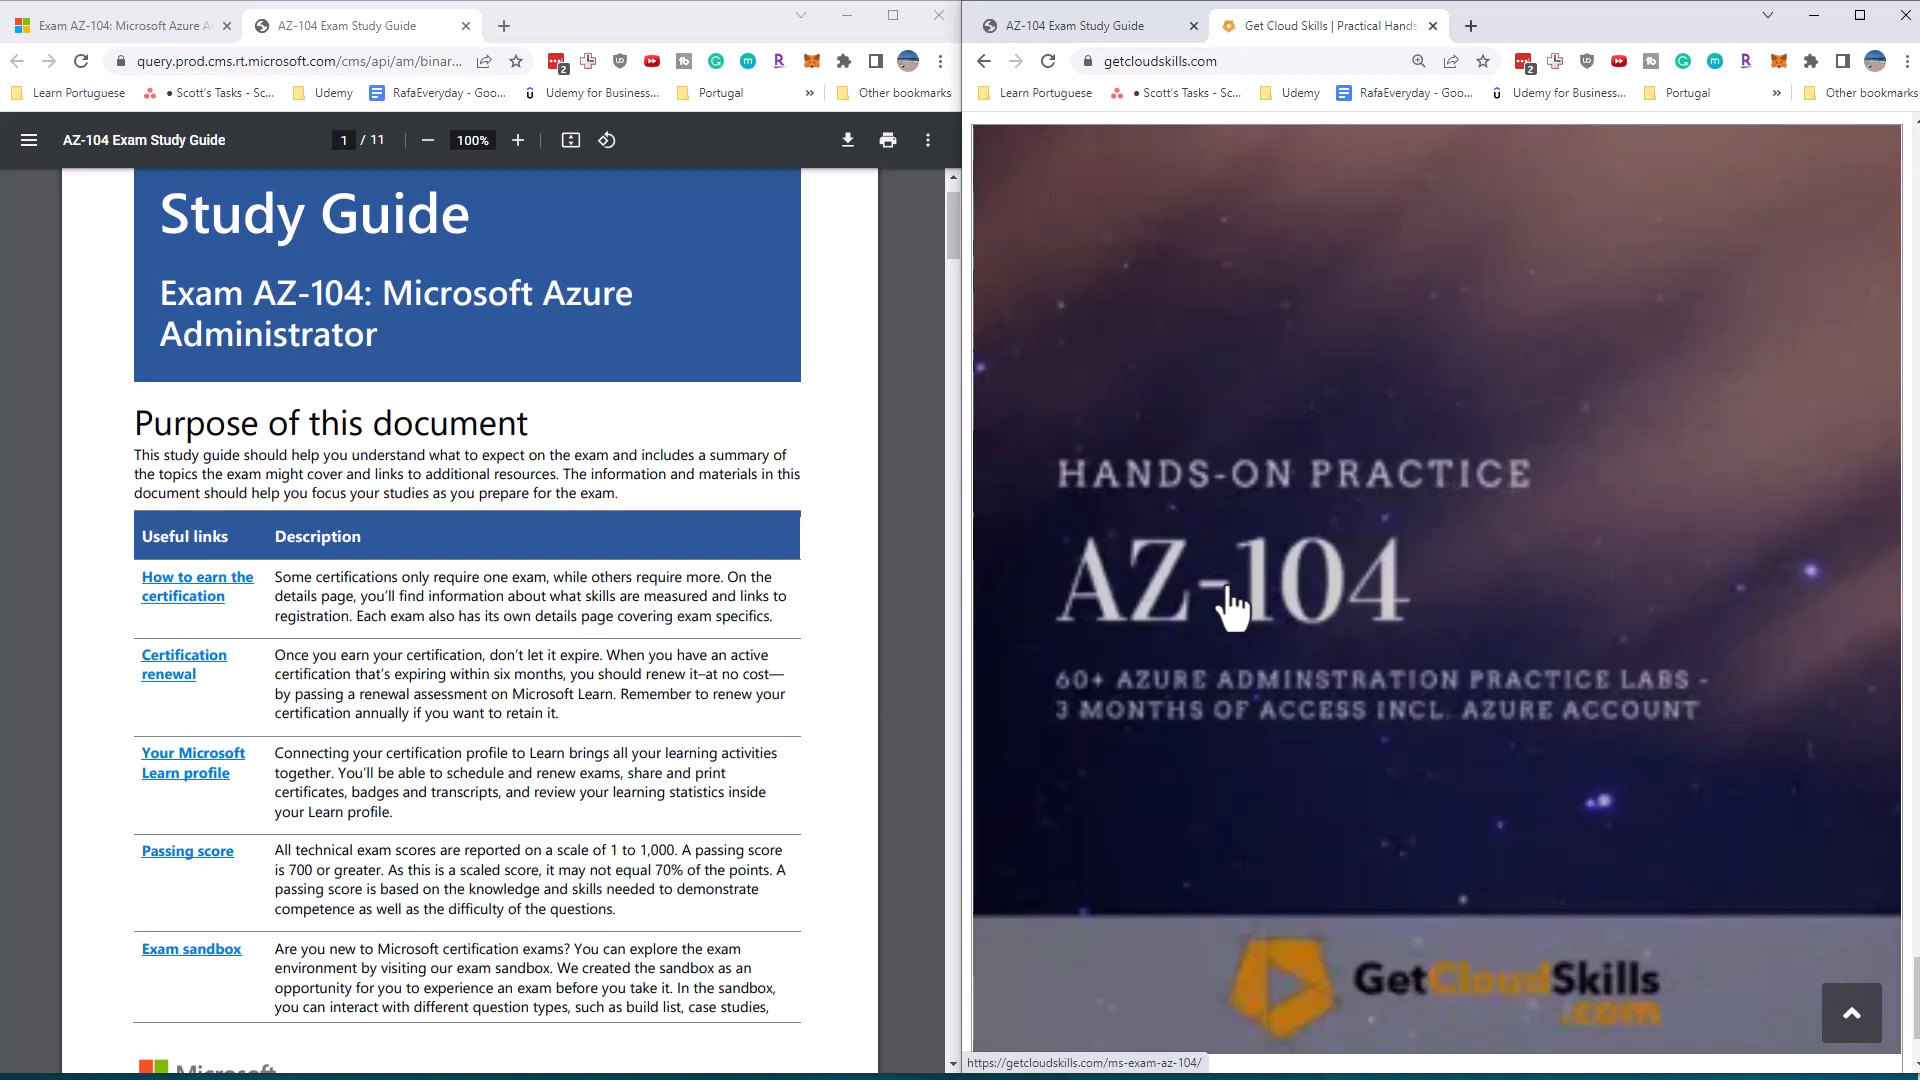 Exam AZ-104: Microsoft Azure A
AZ-104 Exam Study Guide
query.prod.cms.rt.microsoft.com/cms/api/am/binar...
2
Learn Portuguese
• Scott's Tasks - Sc...
Udemy
RafaEveryday - Goo...
Udemy for Business...
Portugal
»
Other bookmarks
AZ-104 Exam Study Guide
1 / 11
100%
Study Guide
Exam AZ-104: Microsoft Azure
Administrator
Purpose of this document
This study guide should help you understand what to expect on the exam and includes a summary of
the topics the exam might cover and links to additional resources. The information and materials in this
document should help you focus your studies as you prepare for the exam.
Useful links Description
How to earn the
certification
Some certifications only require one exam, while others require more. On the
details page, you'll find information about what skills are measured and links to
registration. Each exam also has its own details page covering exam specifics.
Certification
renewal
Once you earn your certification, don't let it expire. When you have an active
certification that's expiring within six months, you should renew it–at no cost—
by passing a renewal assessment on Microsoft Learn. Remember to renew your
certification annually if you want to retain it.
Your Microsoft
Learn profile
Connecting your certification profile to Learn brings all your learning activities
together. You'll be able to schedule and renew exams, share and print
certificates, badges and transcripts, and review your learning statistics inside
your Learn profile.
Passing score
All technical exam scores are reported on a scale of 1 to 1,000. A passing score
is 700 or greater. As this is a scaled score, it may not equal 70% of the points. A
passing score is based on the knowledge and skills needed to demonstrate
competence as well as the difficulty of the questions.
Exam sandbox
Are you new to Microsoft certification exams? You can explore the exam
environment by visiting our exam sandbox. We created the sandbox as an
opportunity for you to experience an exam before you take it. In the sandbox,
you can interact with different question types, such as build list, case studies,
Microsoft
AZ-104 Exam Study Guide
Get Cloud Skills | Practical Hands
getcloudskills.com
2
Learn Portuguese
• Scott's Tasks - Sc...
Udemy
RafaEveryday - Goo...
Udemy for Business...
Portugal
»
Other bookmarks
HANDS-ON PRACTICE
AZ-104
60+ AZURE ADMINSTRATION PRACTICE LABS -
3 MONTHS OF ACCESS INCL. AZURE ACCOUNT
GetCloudSkills
.com
https://getcloudskills.com/ms-exam-az-104/